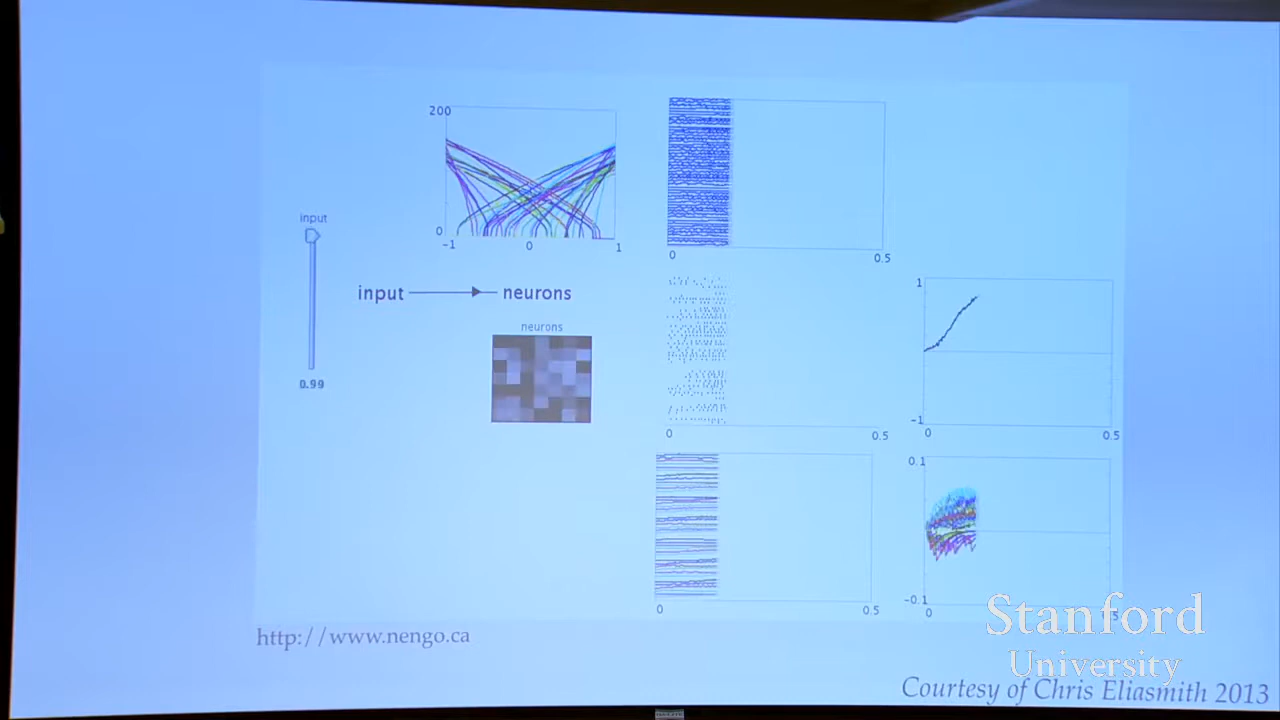 200
0
-1
0
1
input
0.99
input
neurons
neurons
0
0.5
0
0.5
1
-1
0
0.5
0
0.5
0.1
-0.1
0
http://www.nengo.ca
Stanford
University
Courtesy of Chris Eliasmith 2013